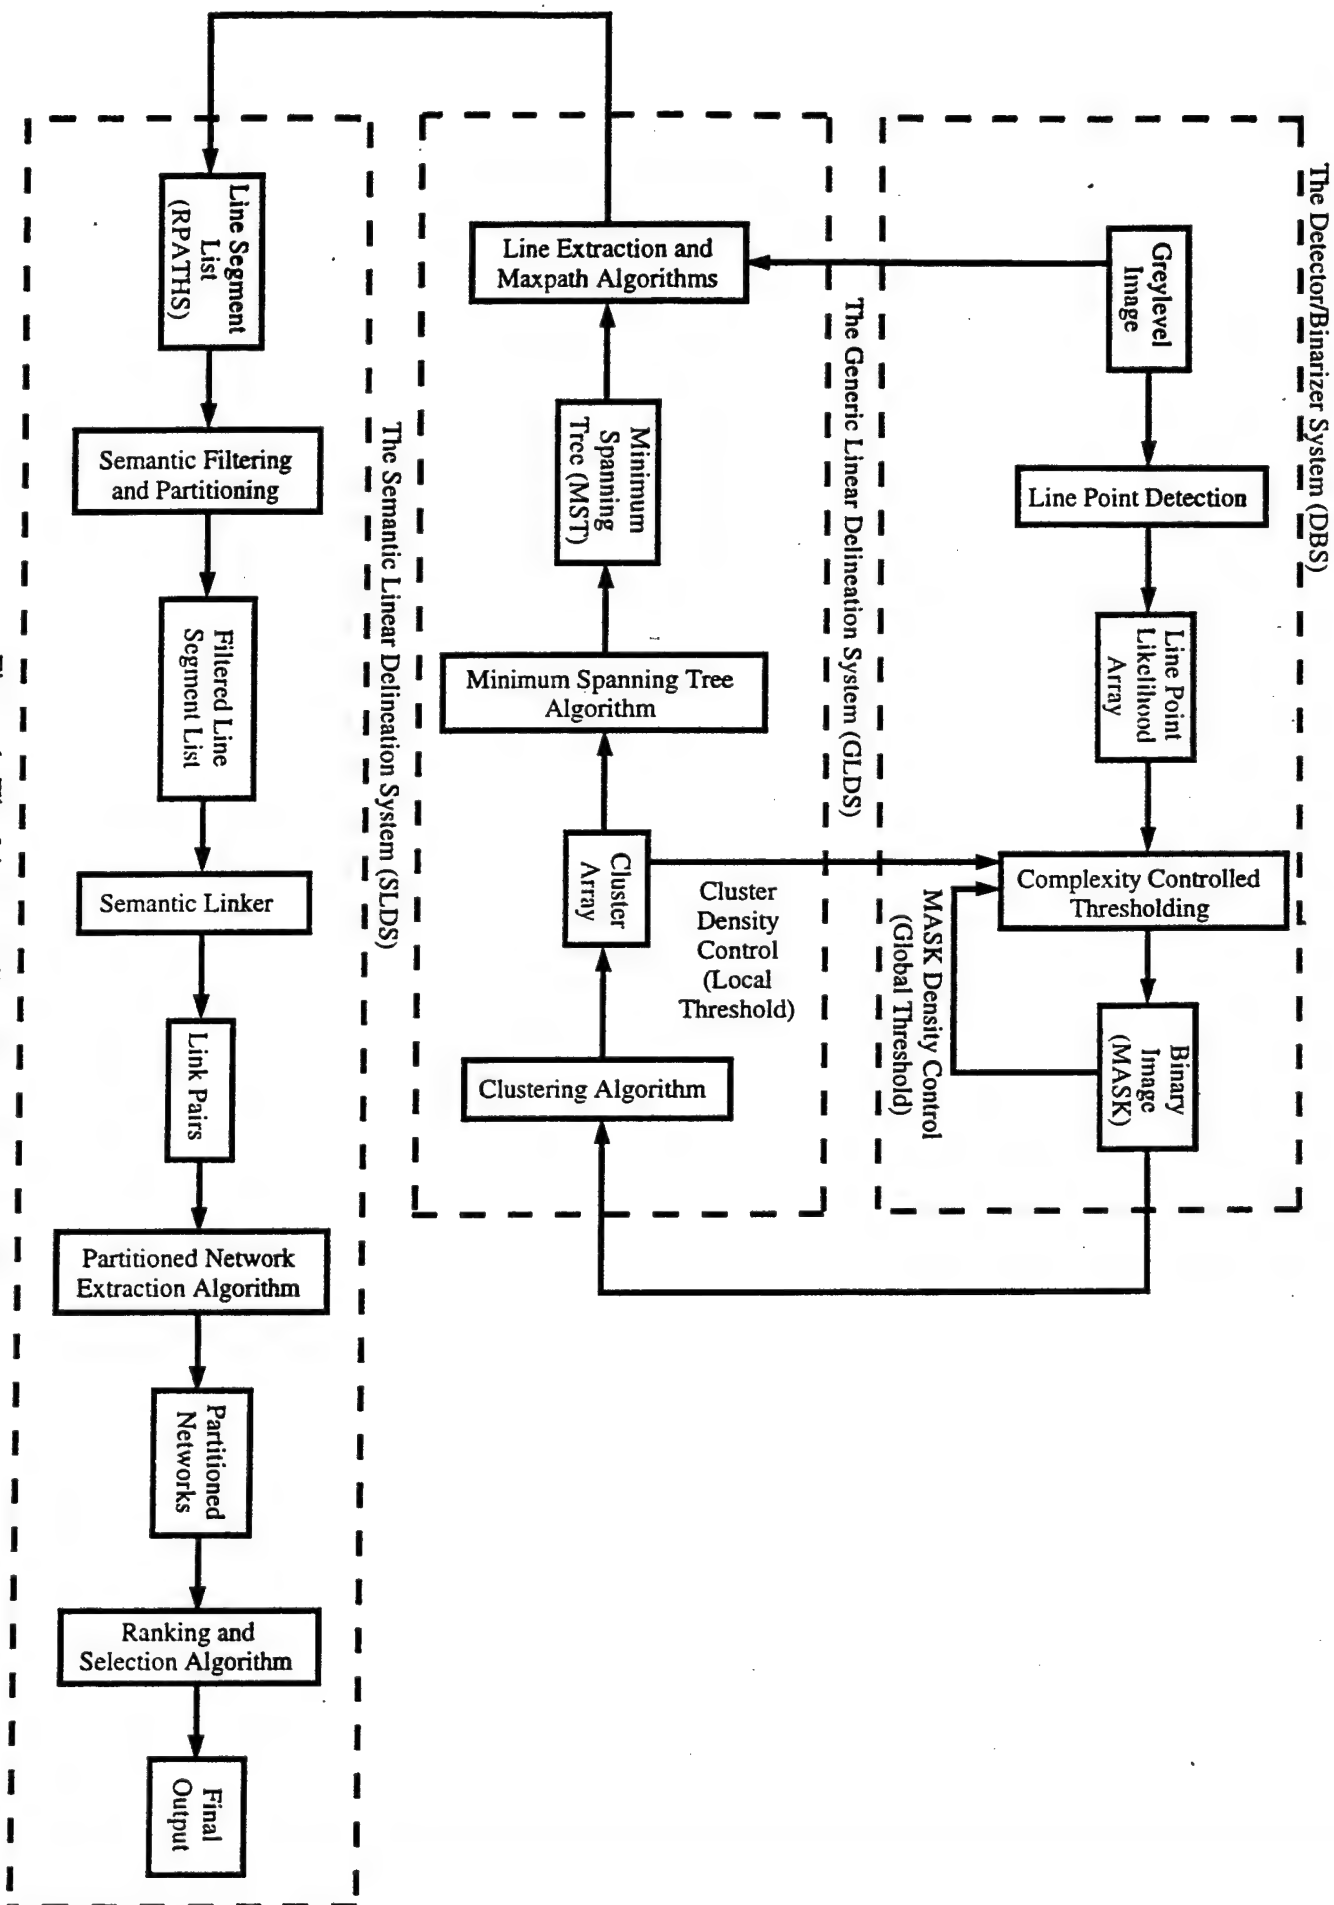 The Detector/Binarizer System (DBS)
Greylevel
Image
Line Point Detection
Line Point
Likelihood
Array
Complexity Controlled
Thresholding
Binary
Image
(MASK)
MASK Density Control
(Global Threshold)
The Generic Linear Delineation System (GLDS)
Line Extraction and
Maxpath Algorithms
Minimum
Spanning
Tree (MST)
Minimum Spanning Tree
Algorithm
Cluster
Array
Cluster
Density
Control
(Local
Threshold)
Clustering Algorithm
The Semantic Linear Delineation System (SLDS)
Line Segment
List
(RPATHS)
Semantic Filtering
and Partitioning
Filtered Line
Segment List
Semantic Linker
Link Pairs
Partitioned Network
Extraction Algorithm
Partitioned
Networks
Ranking and
Selection Algorithm
Final
Output